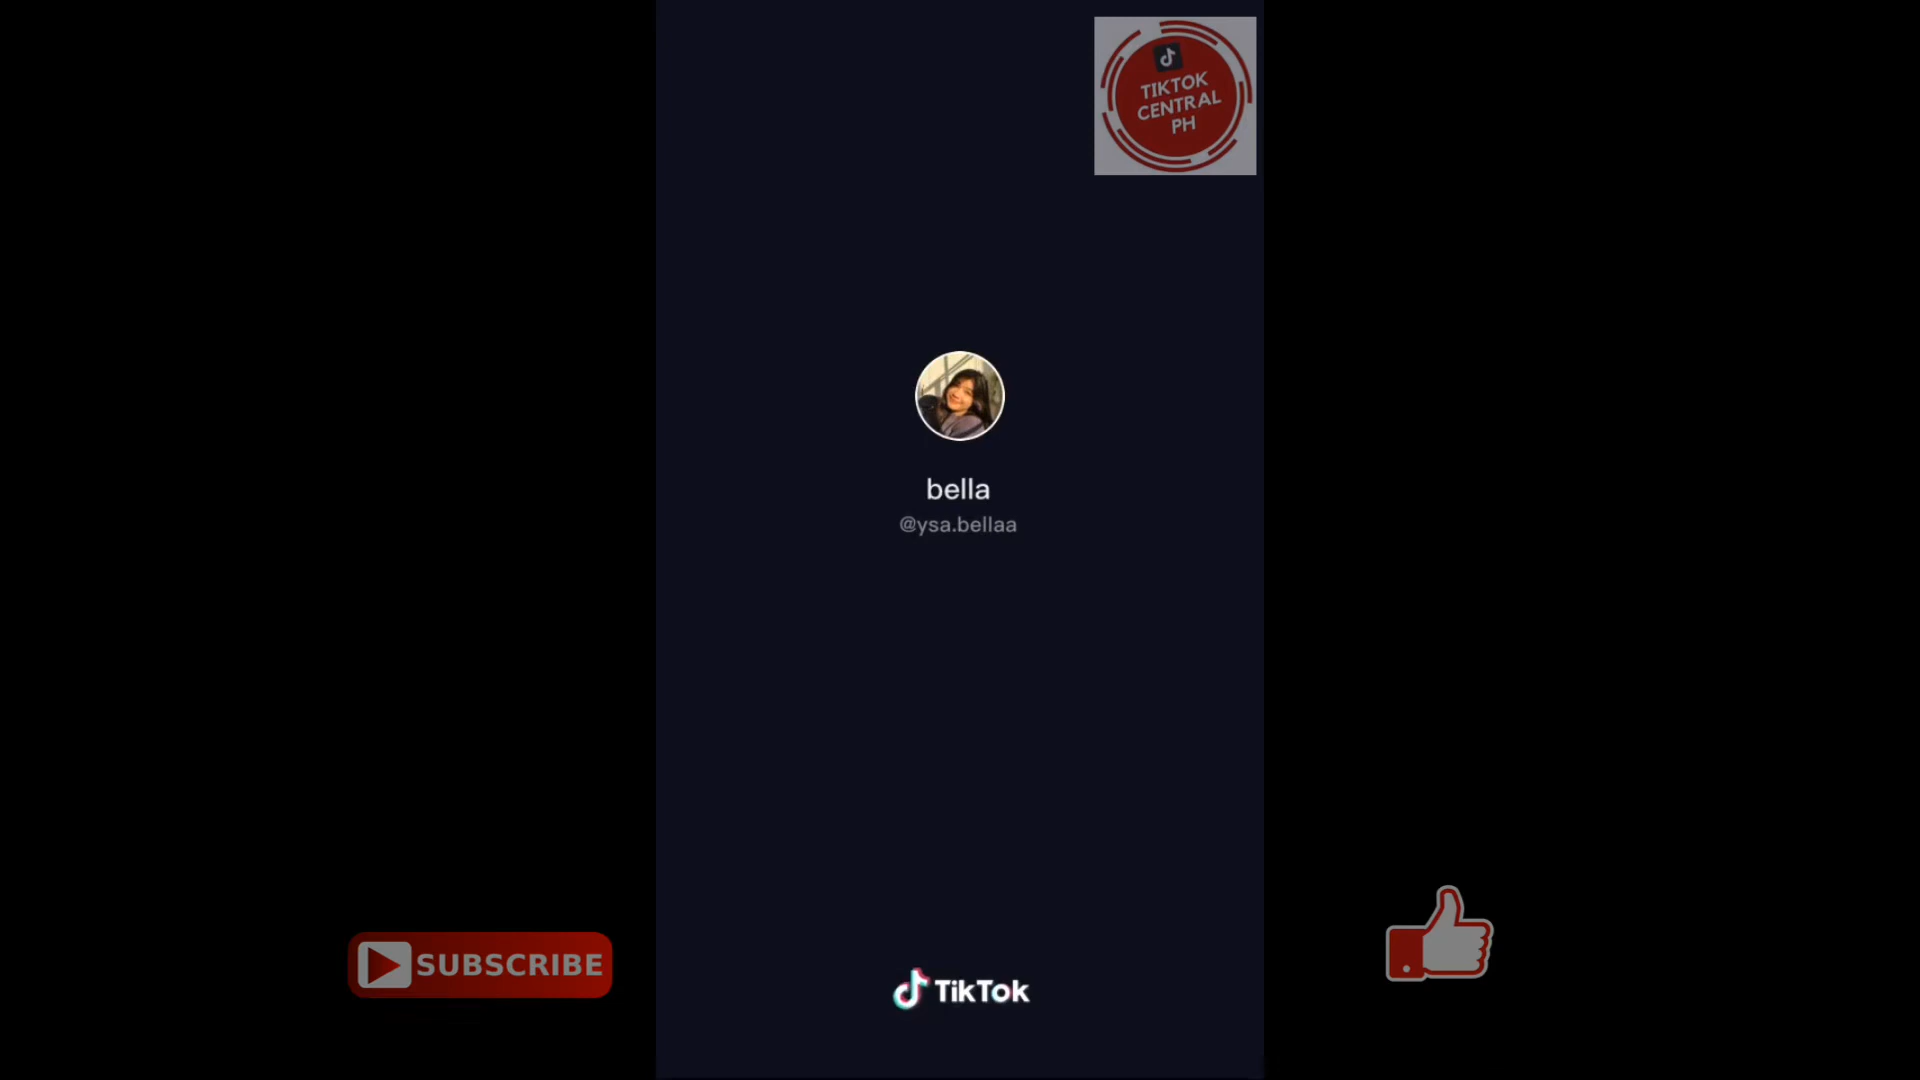 TIKTOK
CENTRAL
PH
bella
@ysa.bellaa
SUBSCRIBE
TikTok